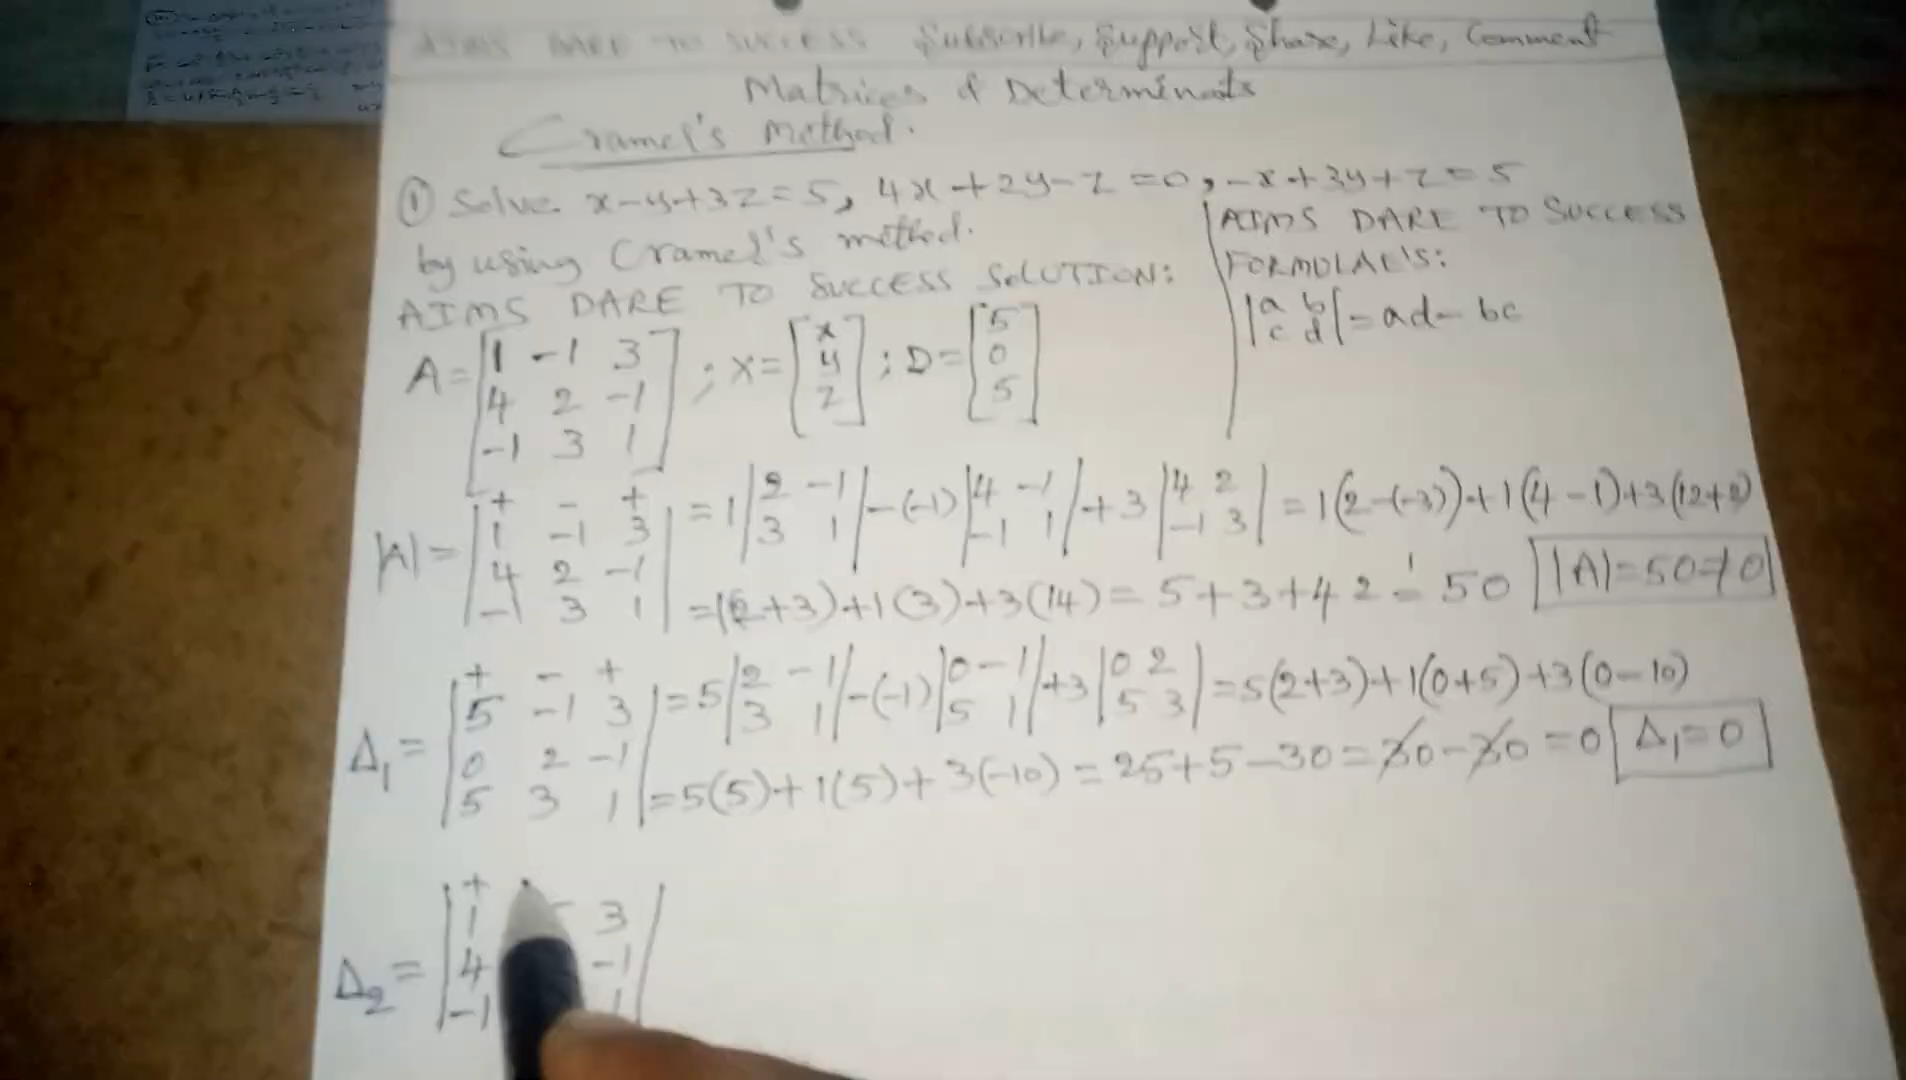 AIMS DARE TO SUCCESS Subscribe, Support, Share, Like, Comment
Matrices & Determinants
Cramer's Method.
① Solve x-y+3z=5, 4x+2y-z=0, -x+3y+z=5
by using Cramer's method.
AIMS DARE TO SUCCESS SOLUTION:
AIMS DARE TO SUCCESS
FORMULAE'S:
|a b
c d| = ad-bc
A = [1 -1 3
4 2 -1
-1 3 1] ; X = [x
y
z] ; D = [5
0
5]
+ - +
|A| = |1 -1 3
4 2 -1
-1 3 1| = 1|2 -1
3 1| -(-1)|4 -1
-1 1| +3|4 2
-1 3| = 1(2-(-3))+1(4-1)+3(12+2)
=1(2+3)+1(3)+3(14) = 5+3+42 = 50 |A|=50≠0
+ - +
Δ1 = |5 -1 3
0 2 -1
5 3 1| = 5|2 -1
3 1| -(-1)|0 -1
5 1| +3|0 2
5 3| = 5(2+3)+1(0+5)+3(0-10)
=5(5)+1(5)+3(-10) = 25+5-30 = 30-30 = 0 Δ1=0
+
Δ2 = |1 3
4 -1
-1 1|